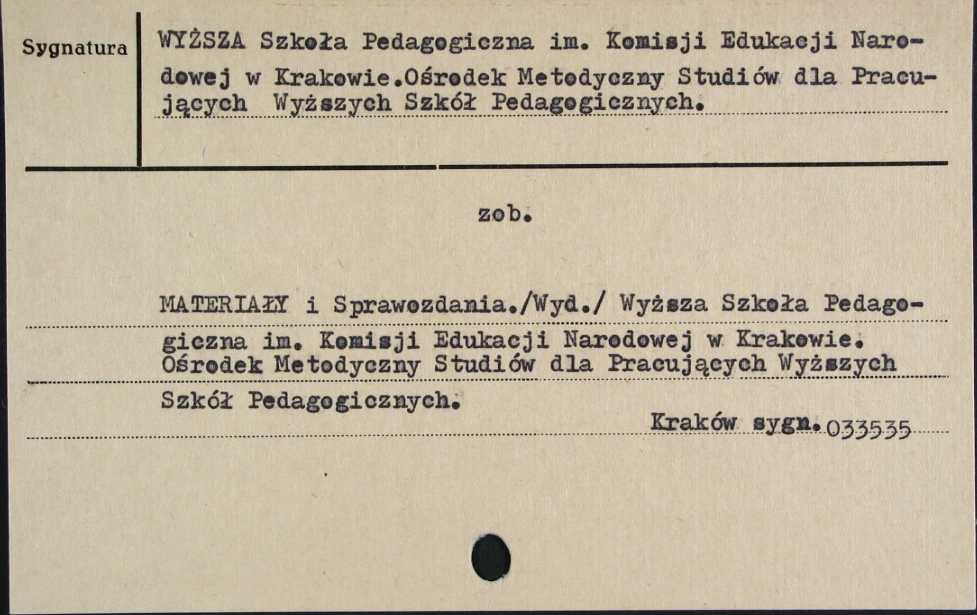 Sygnatura
WYŻSZA Szkoła Pedagogiczna im. Komisji Edukacji Naro-
dowej w Krakowie.Ośrodek Metodyczny Studiów dla Pracu-
jących Wyższych Szkół Pedagogicznych.
zob.
MATERIAŁY i Sprawozdania./Wyd./ Wyższa Szkoła Pedago-
giczna im. Komisji Edukacji Narodowej w Krakowie.
Ośrodek Metodyczny Studiów dla Pracujących Wyższych
Szkół Pedagogicznych.
Kraków sygn. 033535